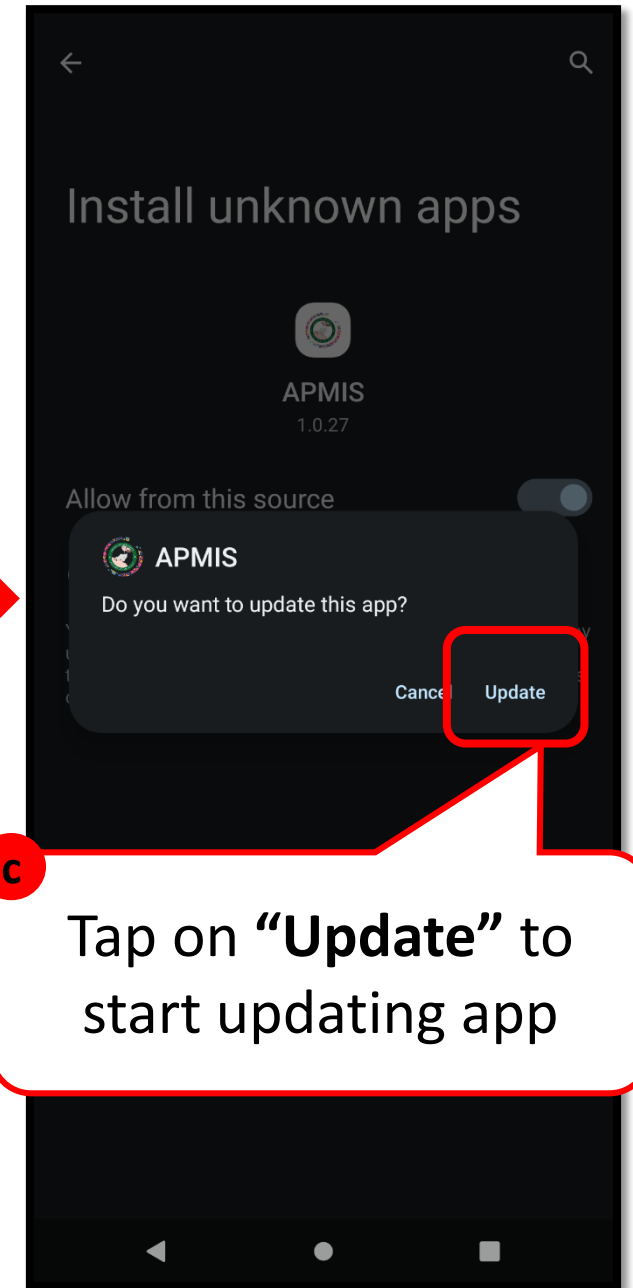 Install unknown apps
APMIS
1.0.27
Allow from this source
APMIS
Do you want to update this app?
Cancel Update
c
Tap on “Update” to
start updating app